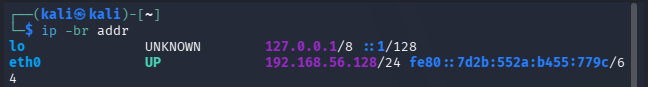 ┌──(kali㉿kali)-[~]
└─$ ip -br addr
lo UNKNOWN 127.0.0.1/8 ::1/128
eth0 UP 192.168.56.128/24 fe80::7d2b:552a:b455:779c/6
4